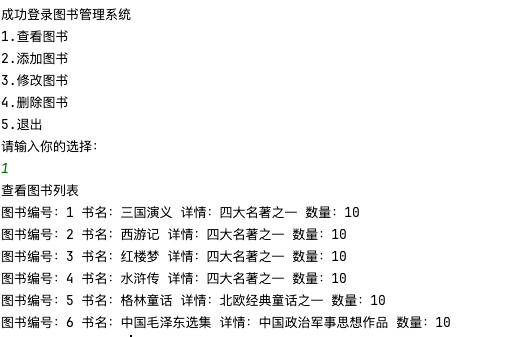 成功登录图书管理系统
1.查看图书
2.添加图书
3.修改图书
4.删除图书
5.退出
请输入你的选择:
1
查看图书列表
图书编号: 1 书名: 三国演义 详情: 四大名著之一 数量: 10
图书编号: 2 书名: 西游记 详情: 四大名著之一 数量: 10
图书编号: 3 书名: 红楼梦 详情: 四大名著之一 数量: 10
图书编号: 4 书名: 水浒传 详情: 四大名著之一 数量: 10
图书编号: 5 书名: 格林童话 详情: 北欧经典童话之一 数量: 10
图书编号: 6 书名: 中国毛泽东选集 详情: 中国政治军事思想作品 数量: 10